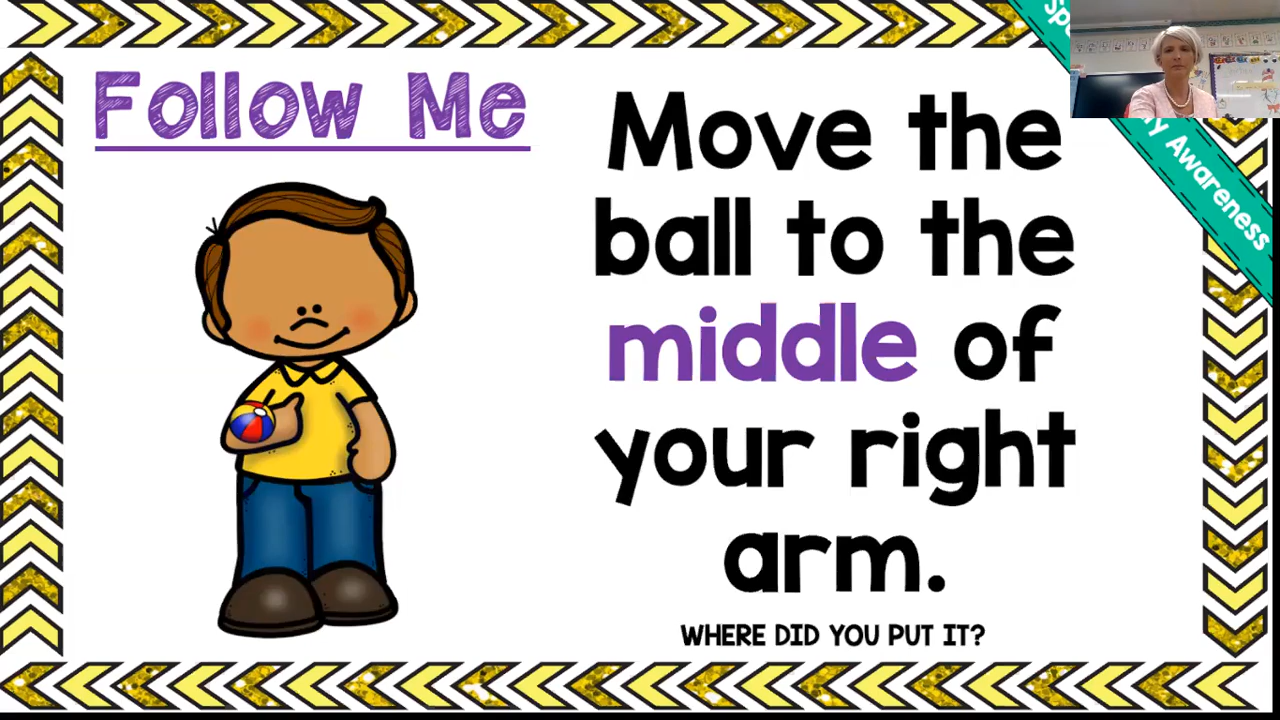 Follow Me
Move the
ball to the
middle of
your right
arm.
WHERE DID YOU PUT IT?
Awareness